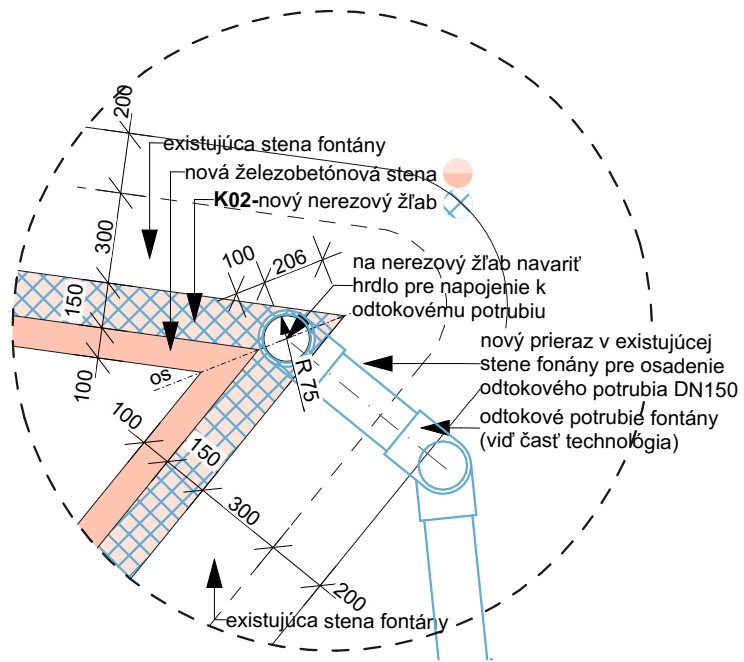 200
existujúca stena fontány
nová železobetónová stena
K02-nový nerezový žľab
300
100
206
na nerezový žľab navariť
hrdlo pre napojenie k
odtokovému potrubiu
150
nový prieraz v existujúcej
stene fonány pre osadenie
odtokového potrubia DN150
100
os
R 75
odtokové potrubie fontány
(viď časť technológia)
100
150
300
200
existujúca stena fontány